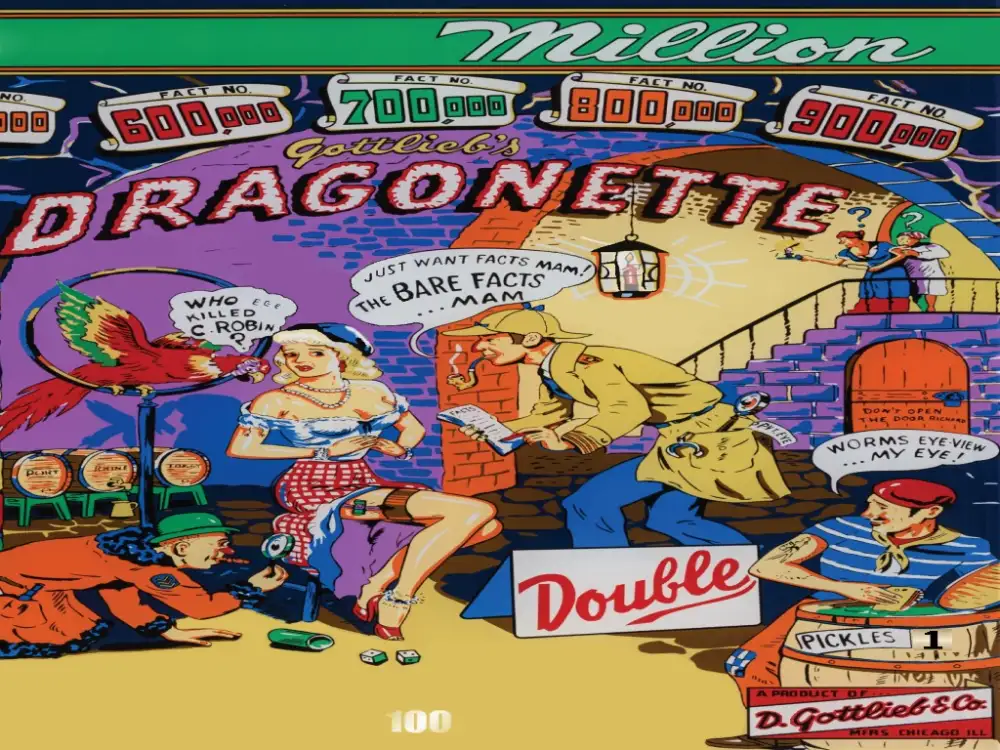 Million
NO.
FACT NO.
600,000
FACT NO.
700,000
FACT NO.
800,000
FACT NO.
900,000
Gottlieb's
DRAGONETTE
?
?
JUST WANT FACTS MAM!
THE BARE FACTS
...MAM
WHO
KILLED
C. ROBIN
?
FACTS
DON'T OPEN
THE DOOR RICHARD
WORMS EYE-VIEW
...MY EYE!
Double
PICKLES 1
A PRODUCT OF...
D. Gottlieb & Co.
MFRS. CHICAGO ILL
100